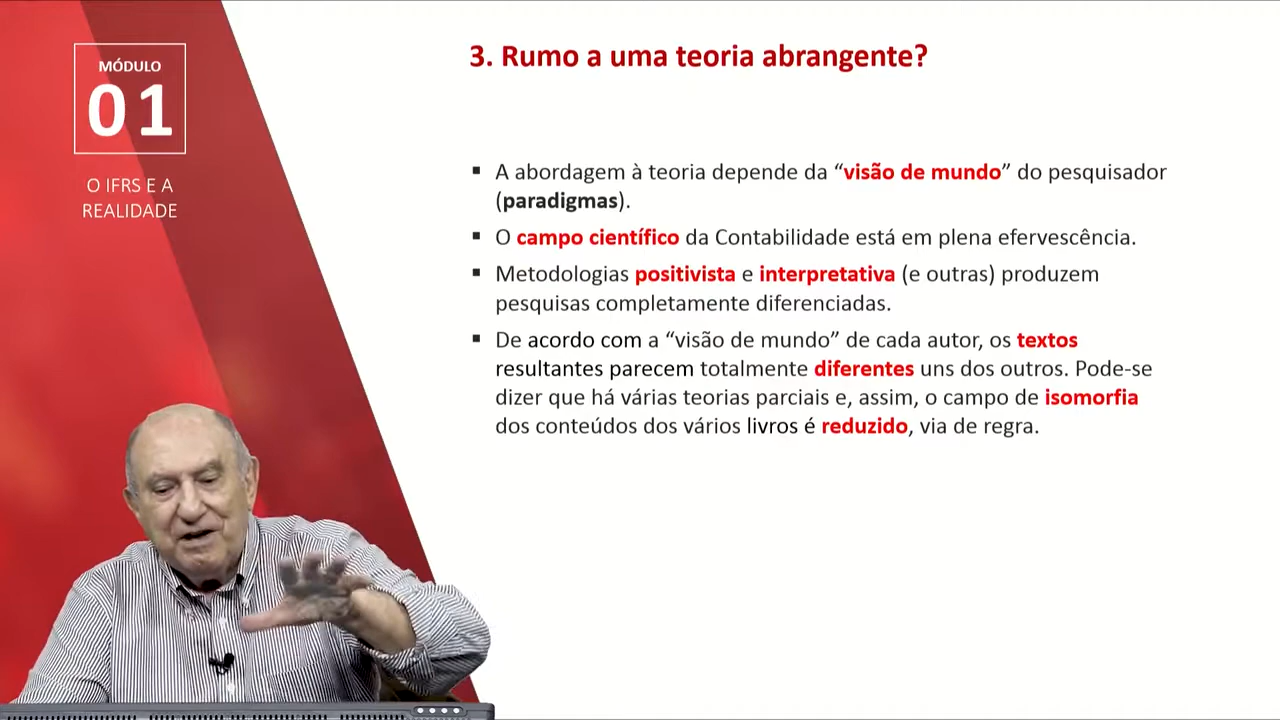 MÓDULO
01
O IFRS E A
REALIDADE
3. Rumo a uma teoria abrangente?
▪ A abordagem à teoria depende da “visão de mundo” do pesquisador
(paradigmas).
▪ O campo científico da Contabilidade está em plena efervescência.
▪ Metodologias positivista e interpretativa (e outras) produzem
pesquisas completamente diferenciadas.
▪ De acordo com a “visão de mundo” de cada autor, os textos
resultantes parecem totalmente diferentes uns dos outros. Pode-se
dizer que há várias teorias parciais e, assim, o campo de isomorfia
dos conteúdos dos vários livros é reduzido, via de regra.